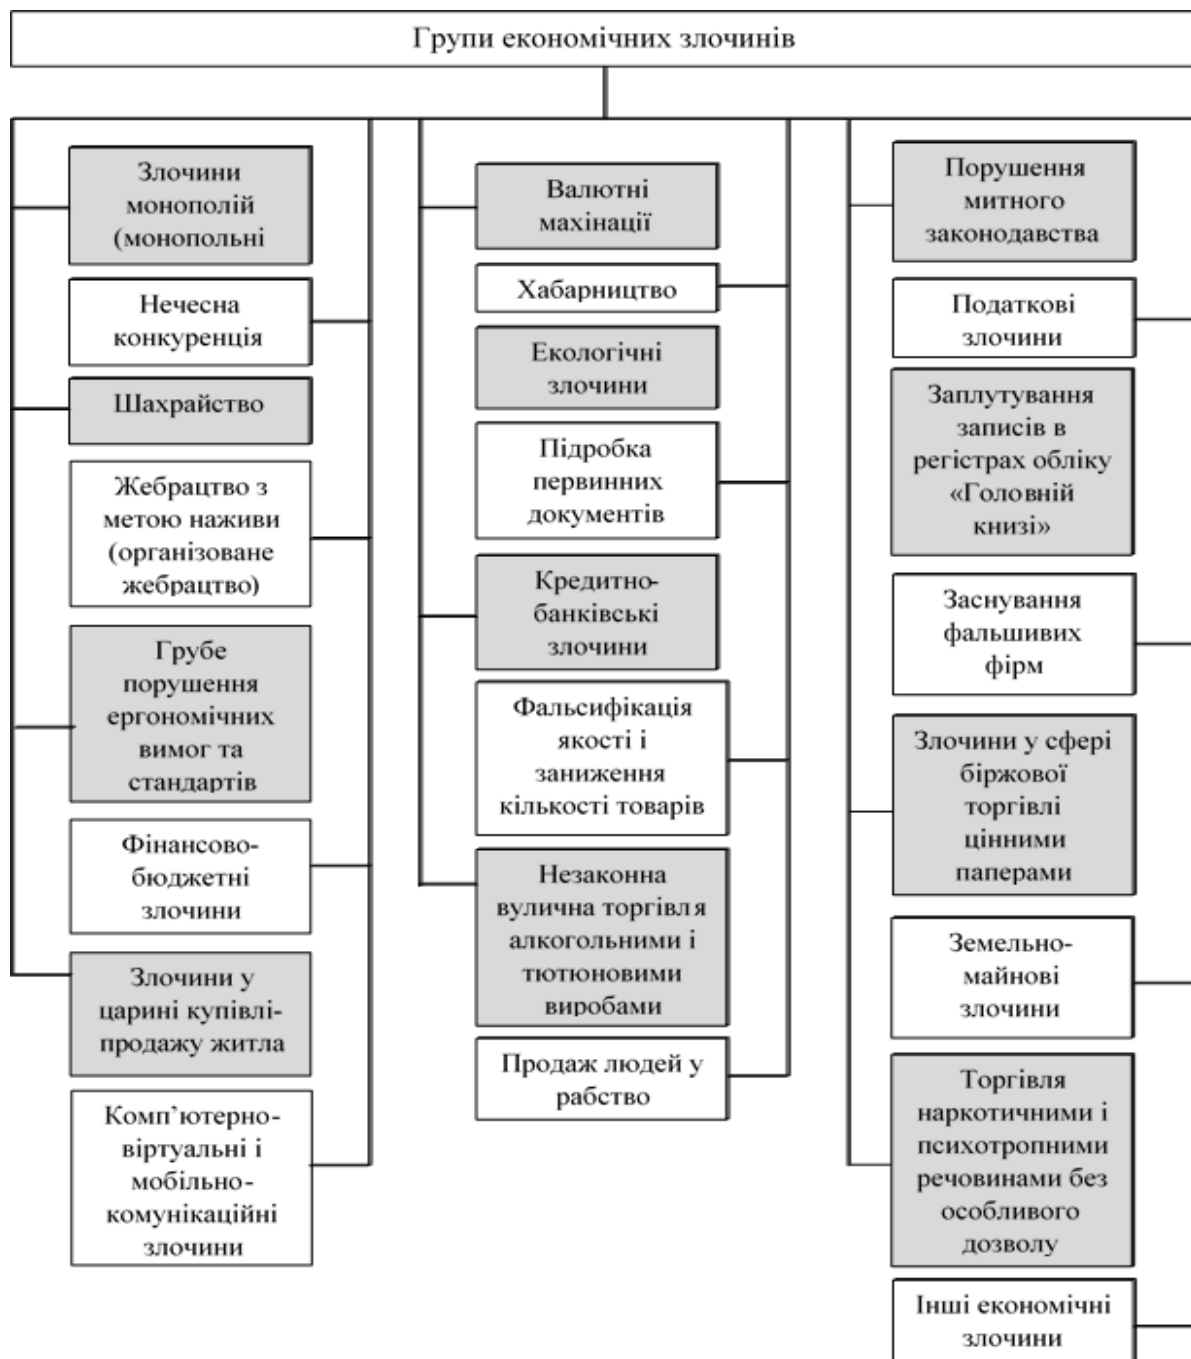 Групи економічних злочинів
Злочини
монополій
(монопольні
Нечесна
конкуренція
Шахрайство
Жебрацтво з
метою наживи
(організоване
жебрацтво)
Грубе
порушення
ергономічних
вимог та
стандартів
Фінансово-
бюджетні
злочини
Злочини у
царині купівлі-
продажу житла
Комп’ютерно-
віртуальні і
мобільно-
комунікаційні
злочини
Валютні
махінації
Хабарництво
Екологічні
злочини
Підробка
первинних
документів
Кредитно-
банківські
злочини
Фальсифікація
якості і
заниження
кількості товарів
Незаконна
вулична торгівля
алкогольними і
тютюновими
виробами
Продаж людей у
рабство
Порушення
митного
законодавства
Податкові
злочини
Заплутування
записів в
регістрах обліку
«Головній
книзі»
Заснування
фальшивих
фірм
Злочини у сфері
біржової
торгівлі
цінними
паперами
Земельно-
майнові
злочини
Торгівля
наркотичними і
психотропними
речовинами без
особливого
дозволу
Інші економічні
злочини